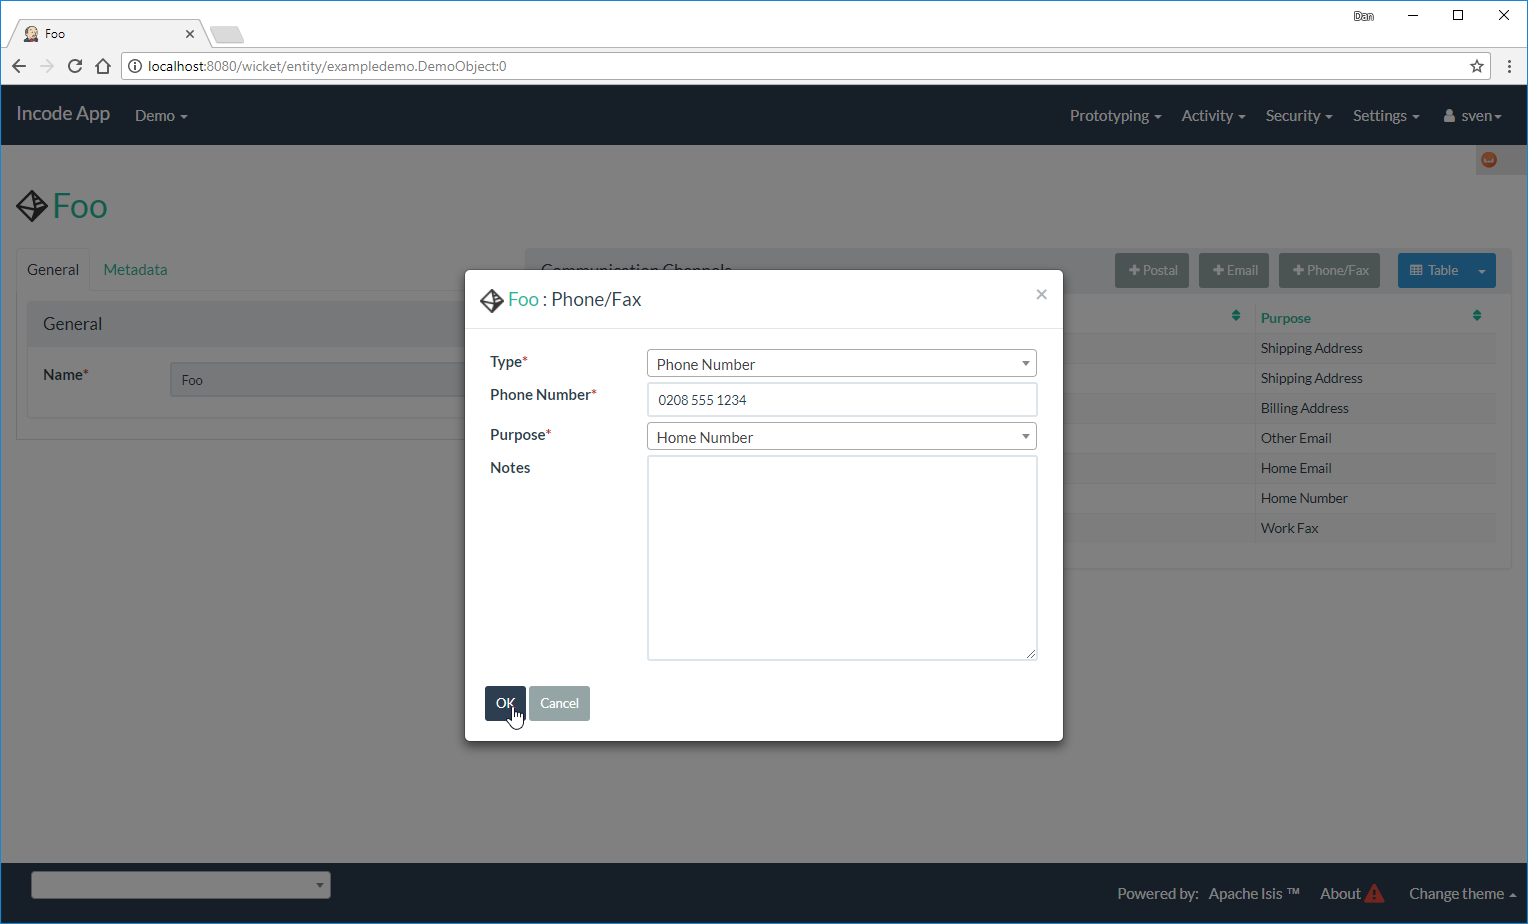 Dan
Foo
localhost:8080/wicket/entity/exampledemo.DemoObject:0
Incode App Demo Prototyping Activity Security Settings sven
Foo
General Metadata
Communication Channels
Postal Email Phone/Fax Table
General
Name* Foo
Purpose
Shipping Address
Shipping Address
Billing Address
Other Email
Home Email
Home Number
Work Fax
Foo : Phone/Fax ×
Type* Phone Number
Phone Number* 0208 555 1234
Purpose* Home Number
Notes
OK Cancel
Powered by: Apache Isis ™ About Change theme